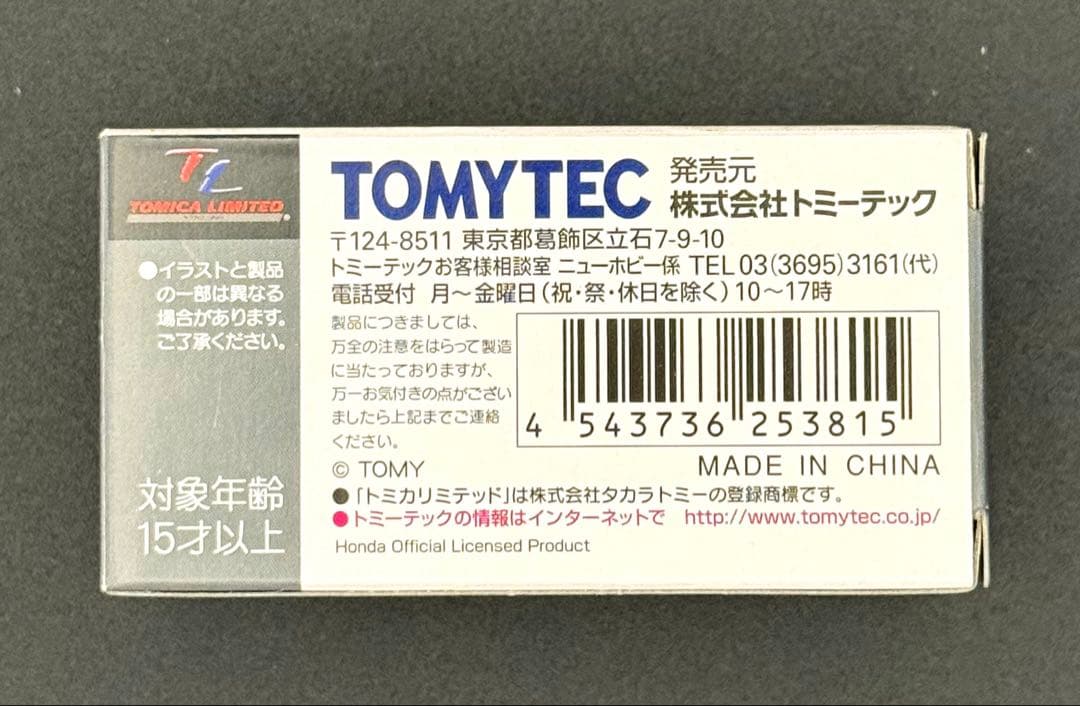 TL
TOMICA LIMITED
●イラストと製品
の一部は異なる
場合があります。
ご了承ください。
対象年齢
15才以上
TOMYTEC
発売元
株式会社トミーテック
〒124-8511 東京都葛飾区立石7-9-10
トミーテックお客様相談室 ニューホビー係 TEL 03(3695)3161(代)
電話受付 月〜金曜日(祝・祭・休日を除く)10〜17時
製品につきましては、
万全の注意をはらって製造
に当たっておりますが、
万一お気付きの点がござい
ましたら上記までご連絡
ください。
4 543736 253815
© TOMY
MADE IN CHINA
●「トミカリミテッド」は株式会社タカラトミーの登録商標です。
●トミーテックの情報はインターネットで http://www.tomytec.co.jp/
Honda Official Licensed Product